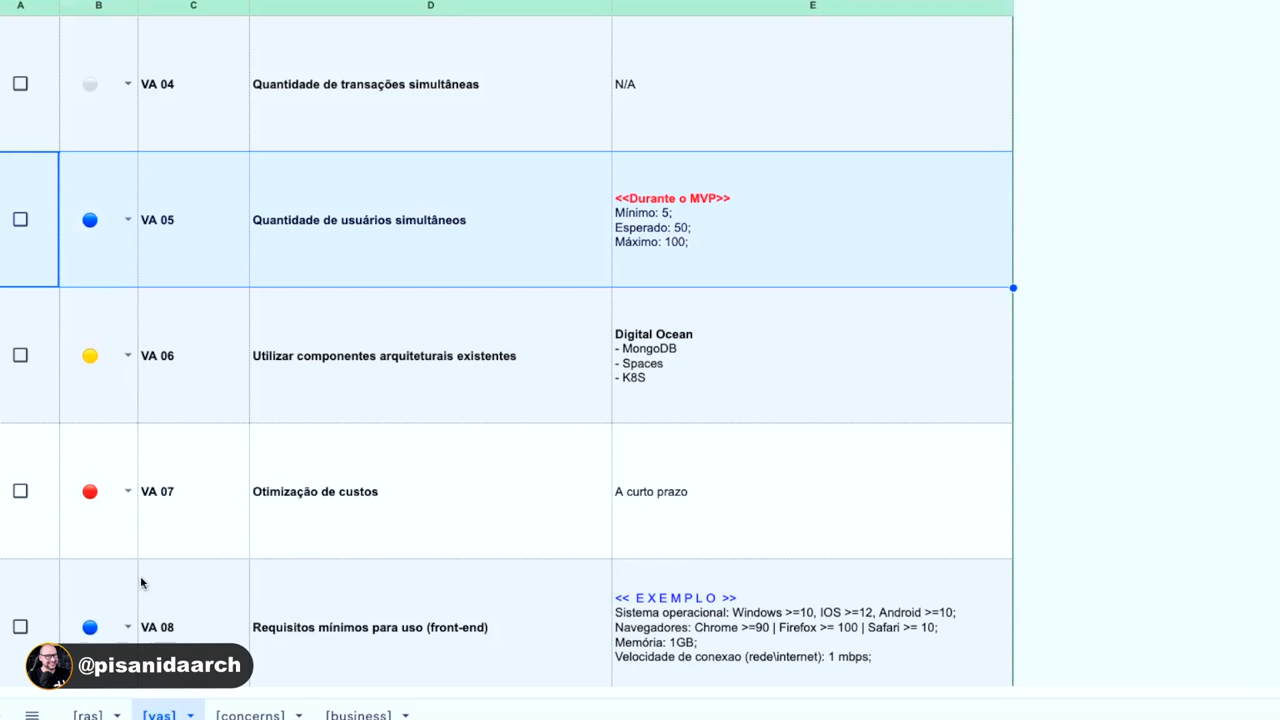 A B C D E
VA 04 Quantidade de transações simultâneas N/A
<<Durante o MVP>>
Mínimo: 5;
VA 05 Quantidade de usuários simultâneos
Esperado: 50;
Máximo: 100;
Digital Ocean
- MongoDB
VA 06 Utilizar componentes arquiteturais existentes
- Spaces
- K8S
VA 07 Otimização de custos A curto prazo
<< E X E M P L O >>
Sistema operacional: Windows >=10, IOS >=12, Android >=10;
VA 08 Requisitos mínimos para uso (front-end)
Navegadores: Chrome >=90 | Firefox >= 100 | Safari >= 10;
Memória: 1GB;
Velocidade de conexao (rede\internet): 1 mbps;
@pisanidaarch
[ras] [vas] [concerns] [business]